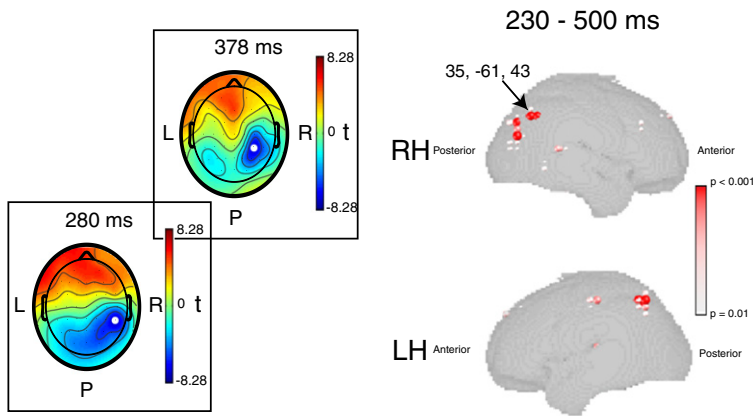 230 - 500 ms
378 ms
8.28
L
R
0
t
-8.28
P
280 ms
8.28
L
R
0
t
-8.28
P
35, -61, 43
RH
Posterior
Anterior
p < 0.001
p = 0.01
LH
Anterior
Posterior